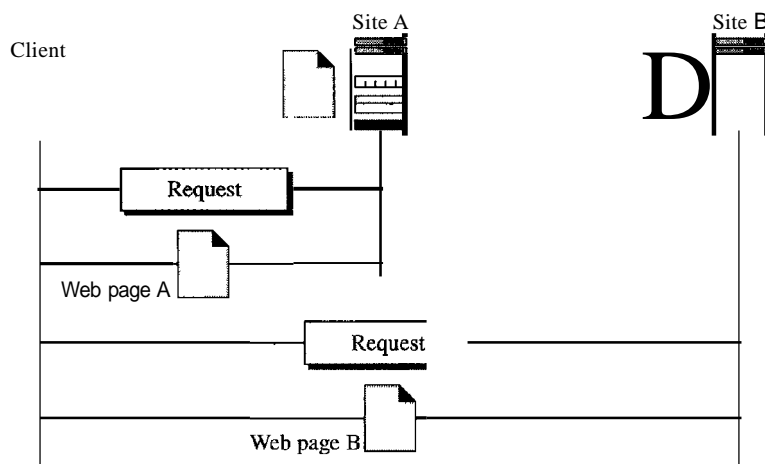 Site A
Site B
Client
D
Request
Web page A
Request
Web page B